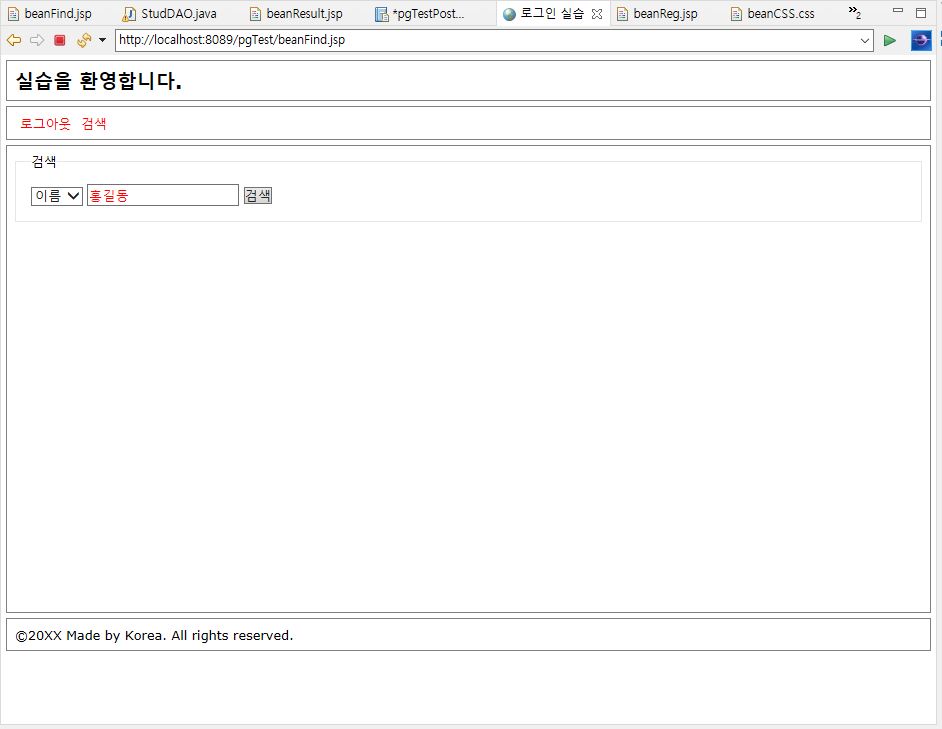 beanFind.jsp StudDAO.java beanResult.jsp *pgTestPost... 로그인 실습 beanReg.jsp beanCSS.css »2
http://localhost:8089/pgTest/beanFind.jsp
실습을 환영합니다.
로그아웃 검색
검색
이름 홍길동 검색
©20XX Made by Korea. All rights reserved.